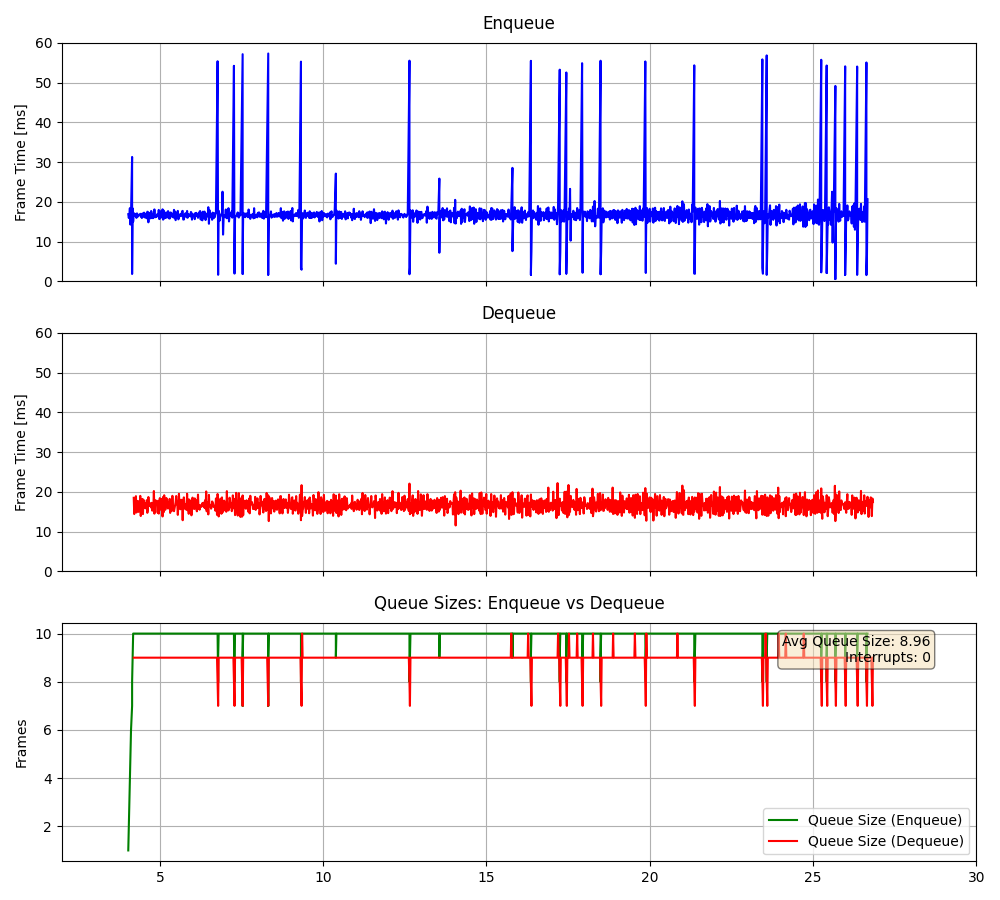 Enqueue
Frame Time [ms]
60
50
40
30
20
10
0
Dequeue
Frame Time [ms]
60
50
40
30
20
10
0
Queue Sizes: Enqueue vs Dequeue
Frames
10
8
6
4
2
Avg Queue Size: 8.96
Interrupts: 0
Queue Size (Enqueue)
Queue Size (Dequeue)
5 10 15 20 25 30